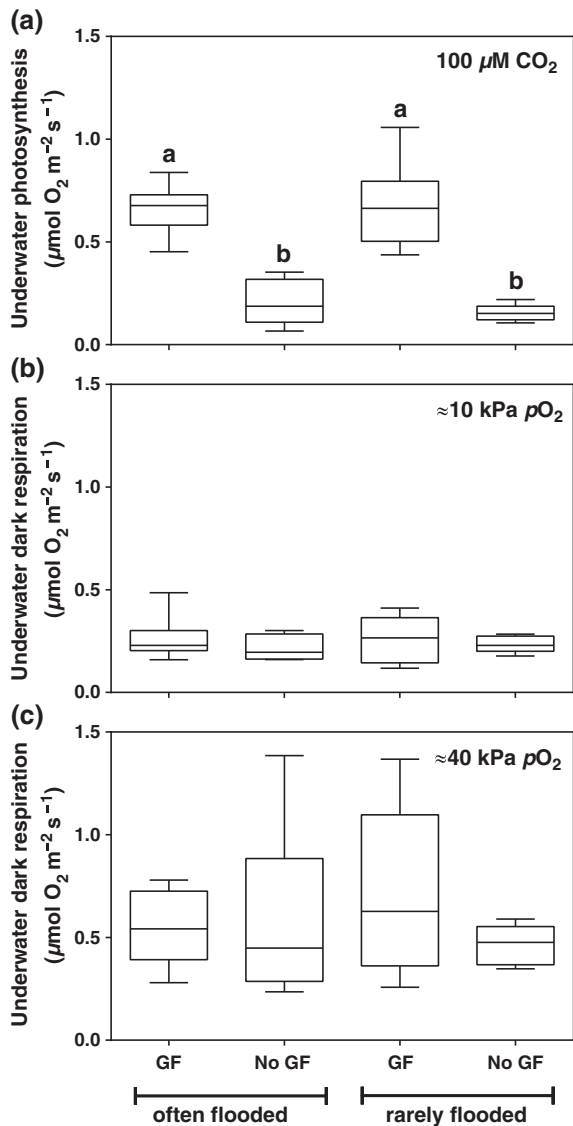 (a)
Underwater photosynthesis
(µmol O₂ m⁻² s⁻¹)
100 µM CO₂
1.5
1.0
0.5
0.0
a
b
a
b
(b)
Underwater dark respiration
(µmol O₂ m⁻² s⁻¹)
≈10 kPa pO₂
1.5
1.0
0.5
0.0
(c)
Underwater dark respiration
(µmol O₂ m⁻² s⁻¹)
≈40 kPa pO₂
1.5
1.0
0.5
0.0
GF No GF GF No GF
often flooded rarely flooded